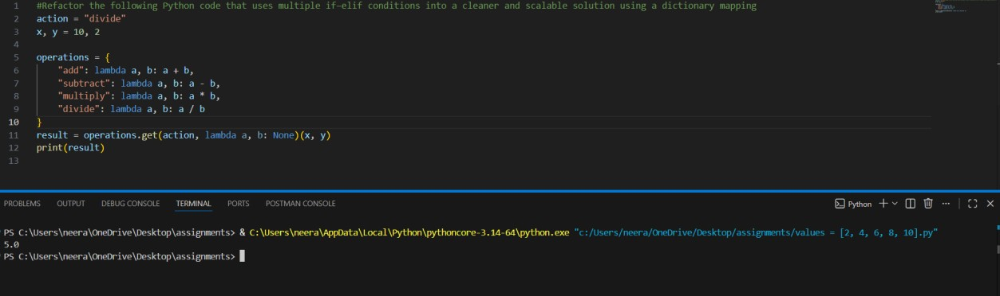 1 #Refactor the following Python code that uses multiple if-elif conditions into a cleaner and scalable solution using a dictionary mapping
2 action = "divide"
3 x, y = 10, 2
4
5 operations = {
6     "add": lambda a, b: a + b,
7     "subtract": lambda a, b: a - b,
8     "multiply": lambda a, b: a * b,
9     "divide": lambda a, b: a / b
10 }
11 result = operations.get(action, lambda a, b: None)(x, y)
12 print(result)
13
PROBLEMS OUTPUT DEBUG CONSOLE TERMINAL PORTS POSTMAN CONSOLE Python
PS C:\Users\neera\OneDrive\Desktop\assignments> & C:\Users\neera\AppData\Local\Python\pythoncore-3.14-64\python.exe "c:/Users/neera/OneDrive/Desktop/assignments/values = [2, 4, 6, 8, 10].py"
5.0
PS C:\Users\neera\OneDrive\Desktop\assignments>